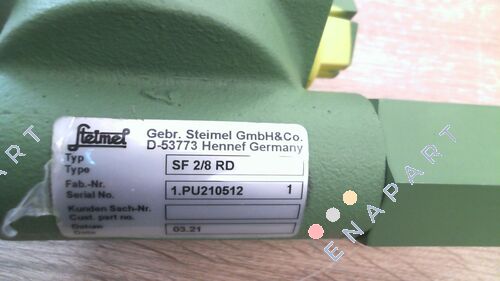 Steimel
Gebr. Steimel GmbH&Co.
D-53773 Hennef Germany
Typ
Type
SF 2/8 RD
Fab.-Nr.
Serial No.
1.PU210512 1
Kunden Sach-Nr.
Cust. part no.
Datum
Date
03.21
ENAPART
ENAPART